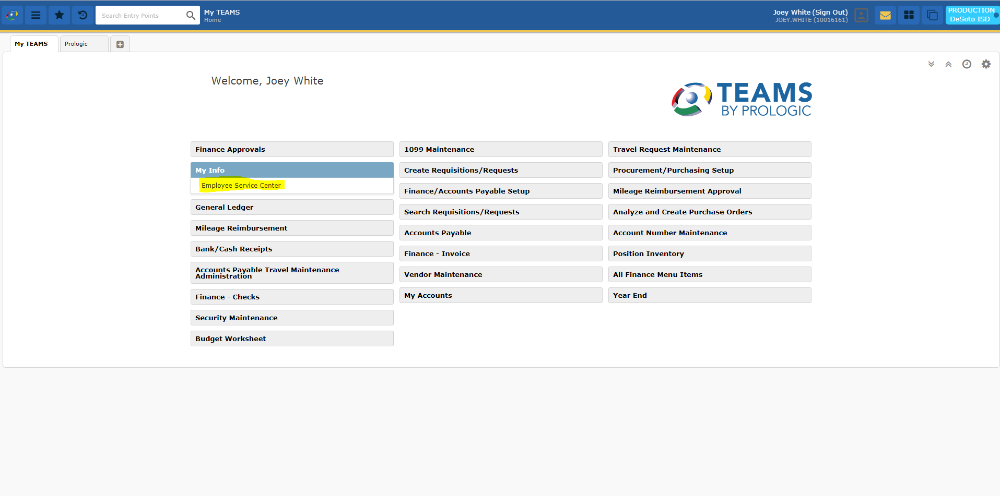 Search Entry Points
My TEAMS
Home
Joey White (Sign Out)
JOEY.WHITE (10016161)
PRODUCTION
DeSoto ISD
My TEAMS
Prologic
Welcome, Joey White
TEAMS
BY PROLOGIC
Finance Approvals
My Info
Employee Service Center
General Ledger
Mileage Reimbursement
Bank/Cash Receipts
Accounts Payable Travel Maintenance
Administration
Finance - Checks
Security Maintenance
Budget Worksheet
1099 Maintenance
Create Requisitions/Requests
Finance/Accounts Payable Setup
Search Requisitions/Requests
Accounts Payable
Finance - Invoice
Vendor Maintenance
My Accounts
Travel Request Maintenance
Procurement/Purchasing Setup
Mileage Reimbursement Approval
Analyze and Create Purchase Orders
Account Number Maintenance
Position Inventory
All Finance Menu Items
Year End